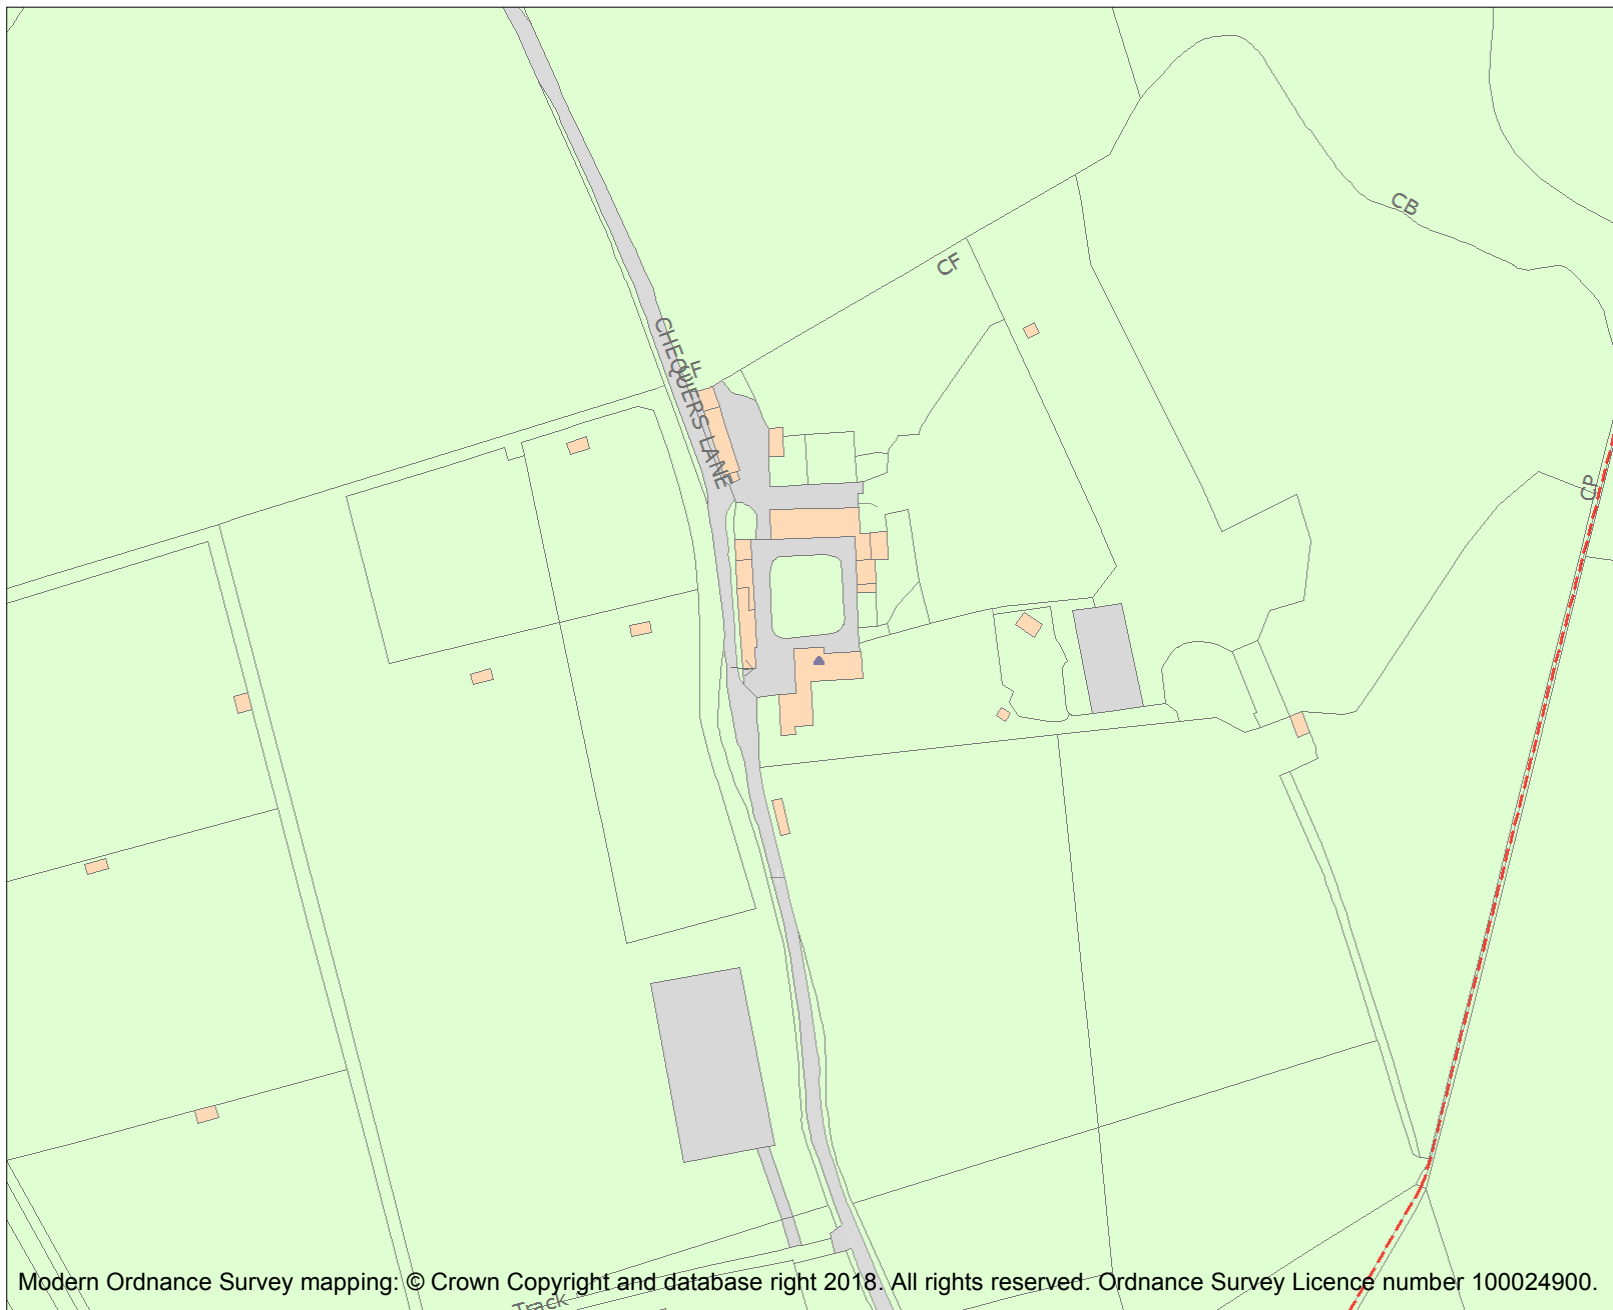 CB
CF
CHEQUERS LANE
CF
CP
Track
Modern Ordnance Survey mapping: © Crown Copyright and database right 2018. All rights reserved. Ordnance Survey Licence number 100024900.